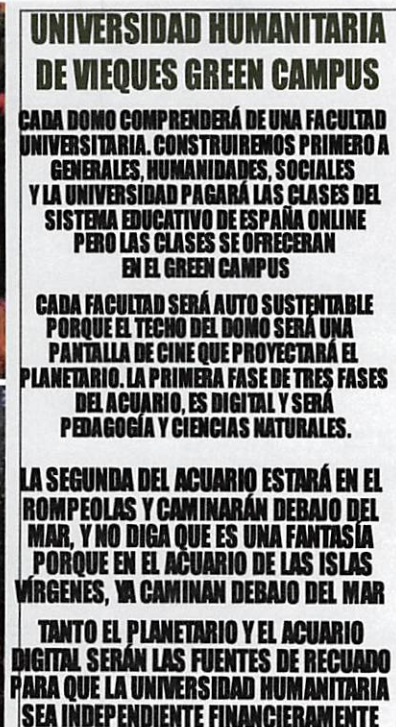 UNIVERSIDAD HUMANITARIA
DE VIEQUES GREEN CAMPUS
CADA DOMO COMPRENDERÁ DE UNA FACULTAD
UNIVERSITARIA. CONSTRUIREMOS PRIMERO A
GENERALES, HUMANIDADES, SOCIALES
Y LA UNIVERSIDAD PAGARÁ LAS CLASES DEL
SISTEMA EDUCATIVO DE ESPAÑA ONLINE
PERO LAS CLASES SE OFRECERAN
EN EL GREEN CAMPUS
CADA FACULTAD SERÁ AUTO SUSTENTABLE
PORQUE EL TECHO DEL DOMO SERÁ UNA
PANTALLA DE CINE QUE PROYECTARÁ EL
PLANETARIO. LA PRIMERA FASE DE TRES FASES
DEL ACUARIO, ES DIGITAL Y SERÁ
PEDAGOGÍA Y CIENCIAS NATURALES.
LA SEGUNDA DEL ACUARIO ESTARÁ EN EL
ROMPEOLAS Y CAMINARÁN DEBAJO DEL
MAR, Y NO DIGA QUE ES UNA FANTASÍA
PORQUE EN EL ACUARIO DE LAS ISLAS
VÍRGENES, YA CAMINAN DEBAJO DEL MAR
TANTO EL PLANETARIO Y EL ACUARIO
DIGITAL SERÁN LAS FUENTES DE RECUADO
PARA QUE LA UNIVERSIDAD HUMANITARIA
SEA INDEPENDIENTE FINANCIERAMENTE